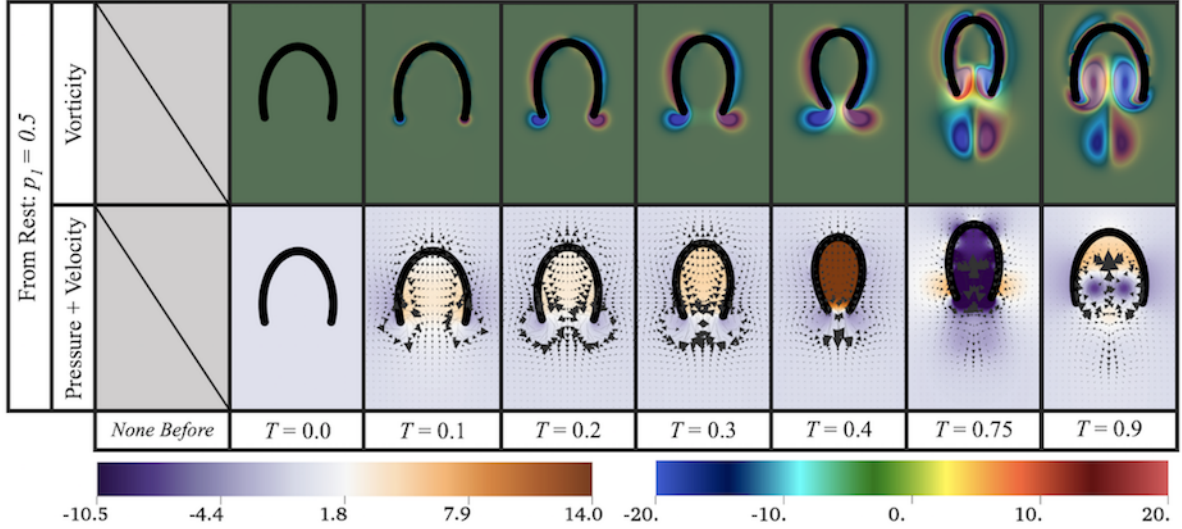 From Rest: p₁ = 0.5
Vorticity
Pressure + Velocity
None Before
T = 0.0
T = 0.1
T = 0.2
T = 0.3
T = 0.4
T = 0.75
T = 0.9
-10.5 -4.4 1.8 7.9 14.0
-20. -10. 0. 10. 20.